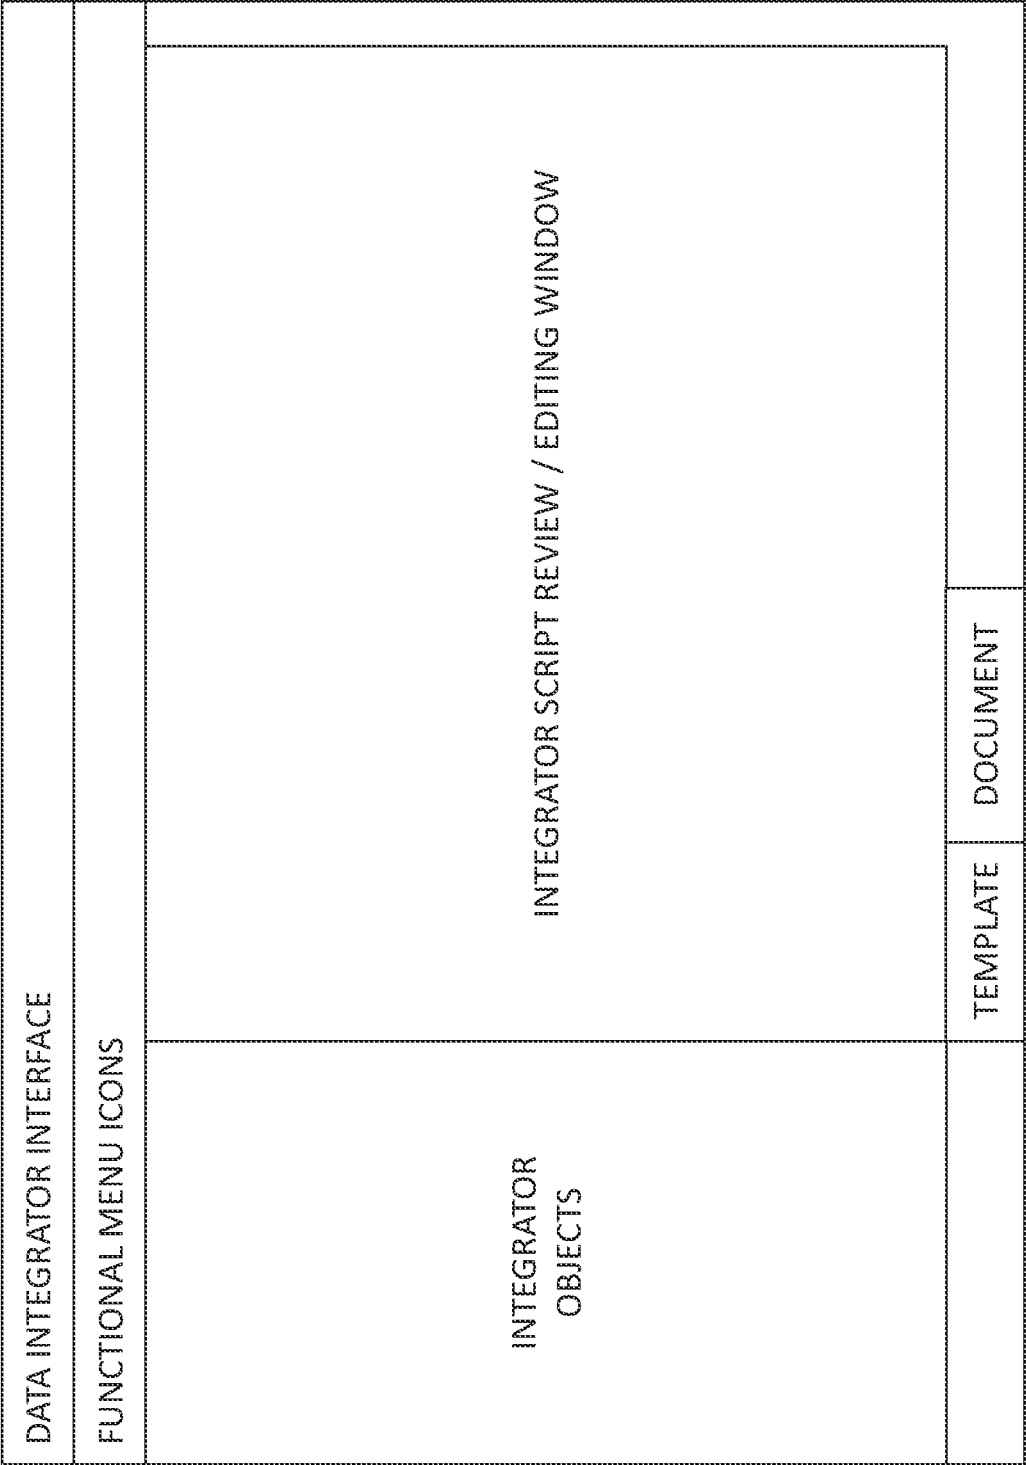 DATA INTEGRATOR INTERFACE
FUNCTIONAL MENU ICONS
INTEGRATOR
OBJECTS
INTEGRATOR SCRIPT REVIEW / EDITING WINDOW
TEMPLATE
DOCUMENT